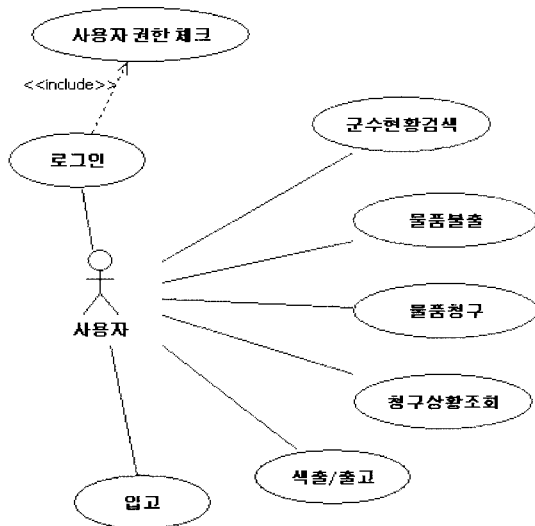 사용자 권한 체크
<<include>>
군수현황검색
로그인
물품불출
물품청구
사용자
청구상황조회
색출/출고
입고